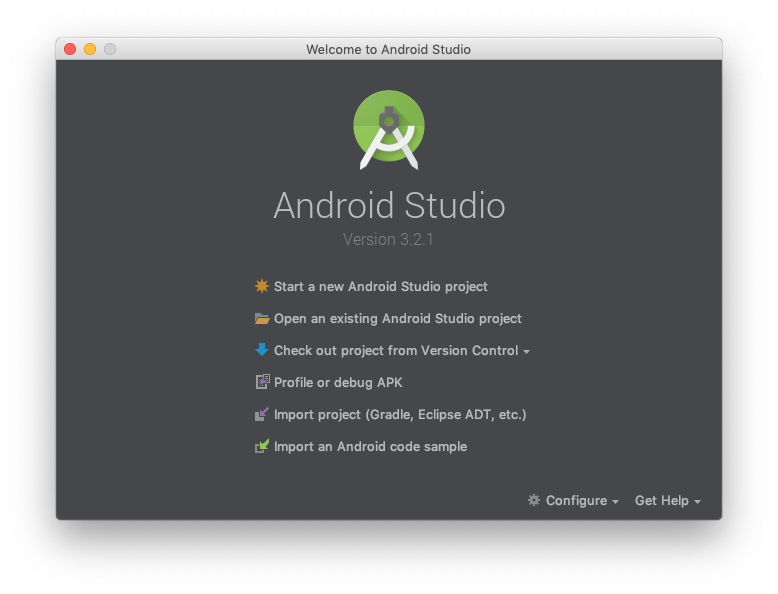 Welcome to Android Studio
Android Studio
Version 3.2.1
Start a new Android Studio project
Open an existing Android Studio project
Check out project from Version Control
Profile or debug APK
Import project (Gradle, Eclipse ADT, etc.)
Import an Android code sample
Configure Get Help